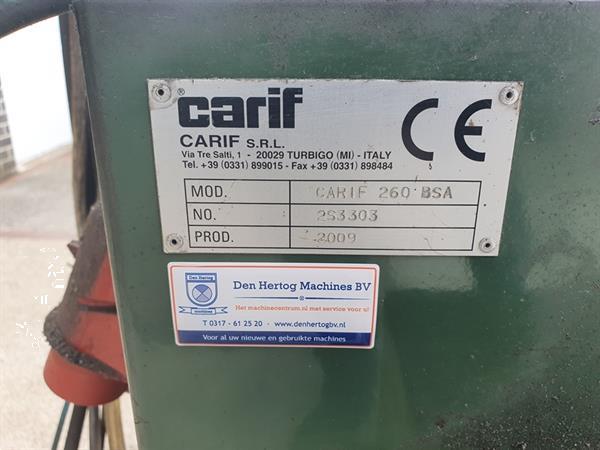 ® carif
CARIF S.R.L.
Via Tre Salti, 1 - 20029 TURBIGO (MI) - ITALY
Tel. +39 (0331) 899015 - Fax +39 (0331) 898484
CE
MOD. CARIF 260 BSA
NO. 2S3303
PROD. 2009
Den Hertog
Den Hertog Machines BV
Het machinecentrum.nl met service voor u!
T 0317 - 61 25 20 · www.denhertogbv.nl
Voor al uw nieuwe en gebruikte machines